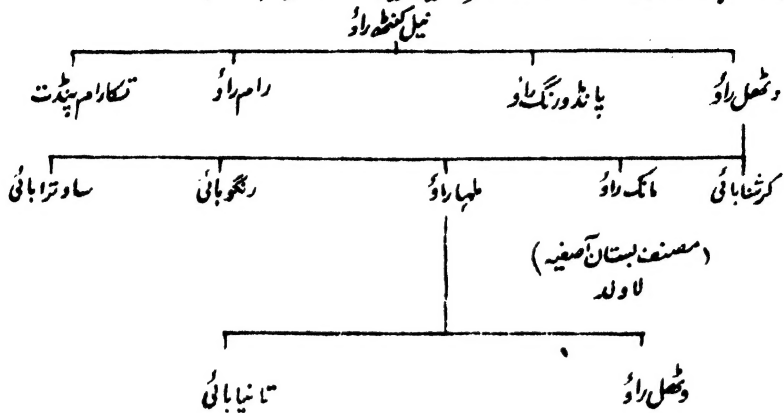 نیل کنٹھ راؤ
وٹھل راؤ پانڈورنگ راؤ رام راؤ تکارام پنڈت
کرشنا بائی مانک راؤ ملہار راؤ رنگو بائی ساوترا بائی
(مصنف بستان آصفیہ)
لاولد
وٹھل راؤ تانیا بائی